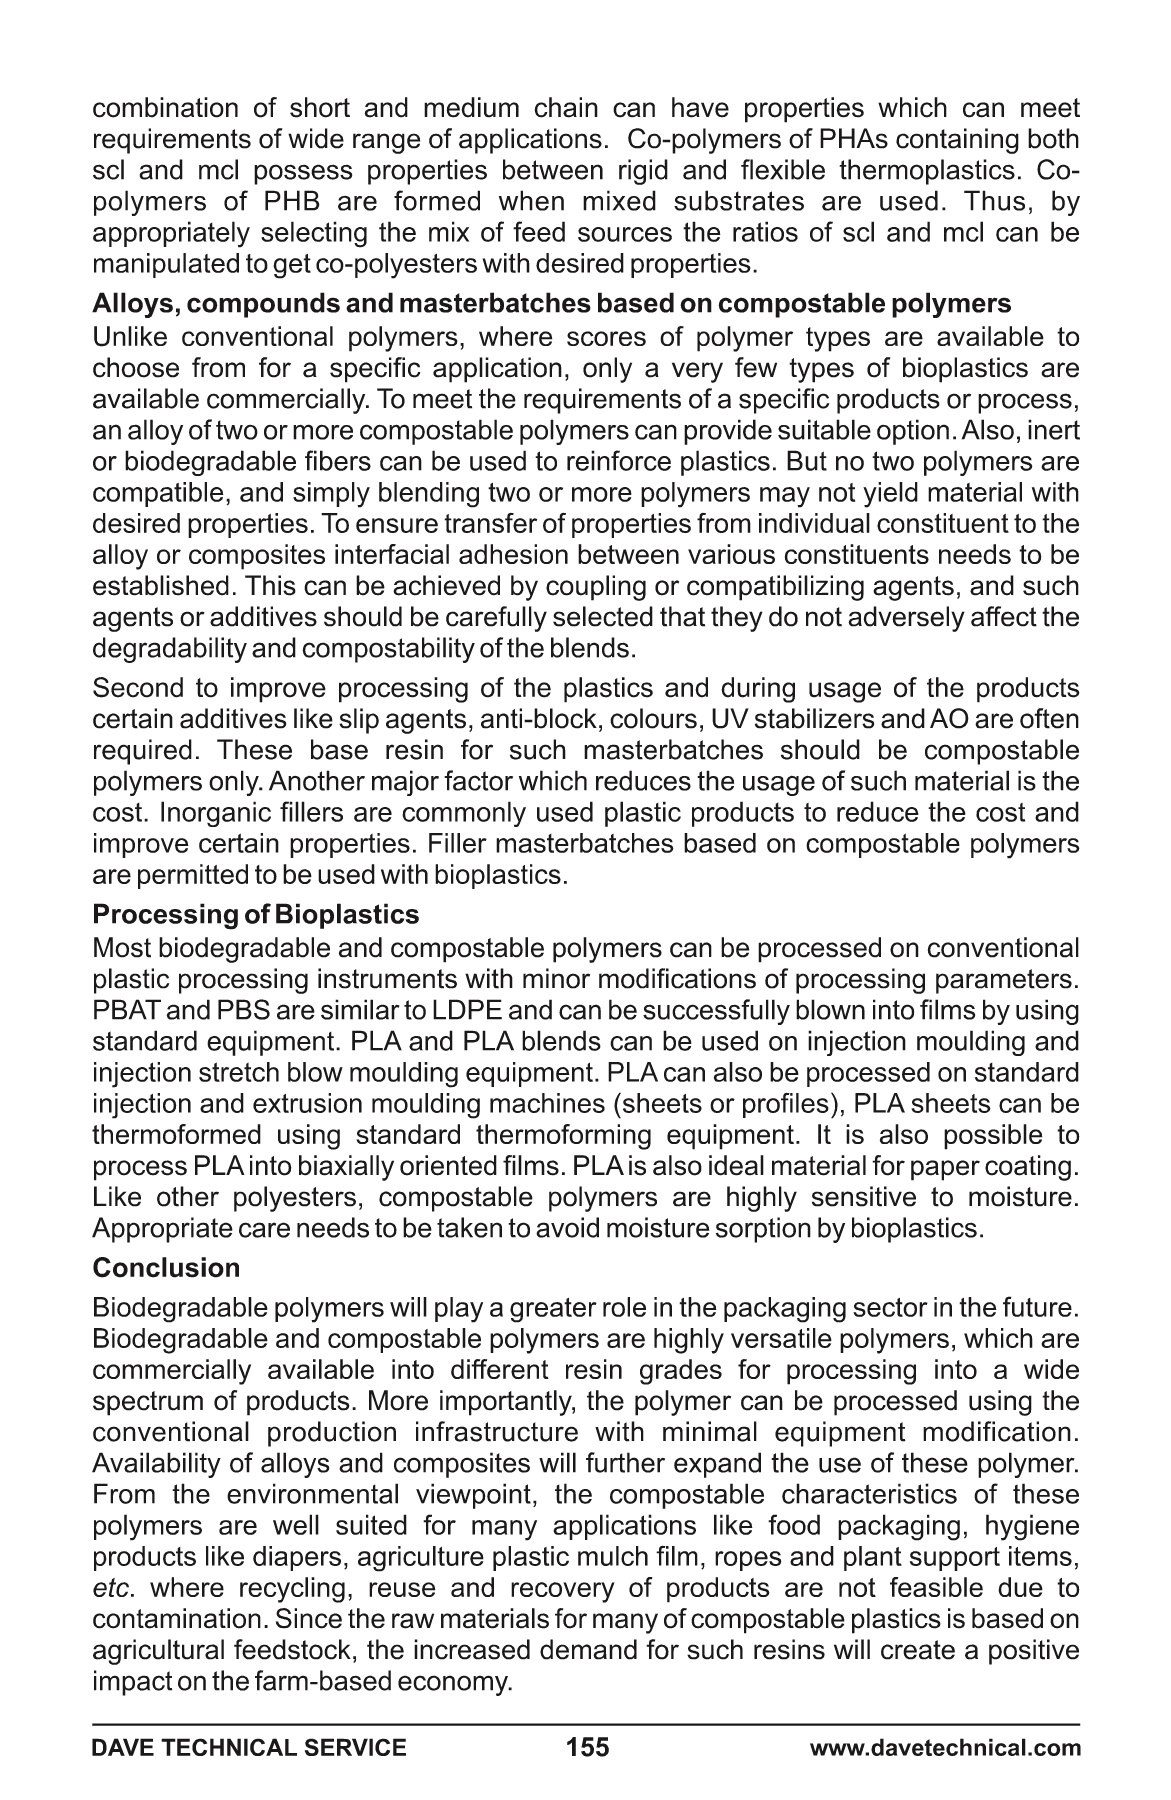 combination of short and medium chain can have properties which can meet
requirements of wide range of applications.  Co-polymers of PHAs containing both
scl and mcl possess properties between rigid and flexible thermoplastics. Co-
polymers of PHB are formed when mixed substrates are used. Thus, by
appropriately selecting the mix of feed sources the ratios of scl and mcl can be
manipulated to get co-polyesters with desired properties.
Alloys, compounds and masterbatches based on compostable polymers
Unlike conventional polymers, where scores of polymer types are available to
choose from for a specific application, only a very few types of bioplastics are
available commercially. To meet the requirements of a specific products or process,
an alloy of two or more compostable polymers can provide suitable option. Also, inert
or biodegradable fibers can be used to reinforce plastics. But no two polymers are
compatible, and simply blending two or more polymers may not yield material with
desired properties. To ensure transfer of properties from individual constituent to the
alloy or composites interfacial adhesion between various constituents needs to be
established. This can be achieved by coupling or compatibilizing agents, and such
agents or additives should be carefully selected that they do not adversely affect the
degradability and compostability of the blends.
Second to improve processing of the plastics and during usage of the products
certain additives like slip agents, anti-block, colours, UV stabilizers and AO are often
required. These base resin for such masterbatches should be compostable
polymers only. Another major factor which reduces the usage of such material is the
cost. Inorganic fillers are commonly used plastic products to reduce the cost and
improve certain properties. Filler masterbatches based on compostable polymers
are permitted to be used with bioplastics.
Processing of Bioplastics
Most biodegradable and compostable polymers can be processed on conventional
plastic processing instruments with minor modifications of processing parameters.
PBAT and PBS are similar to LDPE and can be successfully blown into films by using
standard equipment. PLA and PLA blends can be used on injection moulding and
injection stretch blow moulding equipment. PLA can also be processed on standard
injection and extrusion moulding machines (sheets or profiles), PLA sheets can be
thermoformed using standard thermoforming equipment. It is also possible to
process PLA into biaxially oriented films. PLA is also ideal material for paper coating.
Like other polyesters, compostable polymers are highly sensitive to moisture.
Appropriate care needs to be taken to avoid moisture sorption by bioplastics.
Conclusion
Biodegradable polymers will play a greater role in the packaging sector in the future.
Biodegradable and compostable polymers are highly versatile polymers, which are
commercially available into different resin grades for processing into a wide
spectrum of products. More importantly, the polymer can be processed using the
conventional production infrastructure with minimal equipment modification.
Availability of alloys and composites will further expand the use of these polymer.
From the environmental viewpoint, the compostable characteristics of these
polymers are well suited for many applications like food packaging, hygiene
products like diapers, agriculture plastic mulch film, ropes and plant support items,
etc. where recycling, reuse and recovery of products are not feasible due to
contamination. Since the raw materials for many of compostable plastics is based on
agricultural feedstock, the increased demand for such resins will create a positive
impact on the farm-based economy.
DAVE TECHNICAL SERVICE 155 www.davetechnical.com